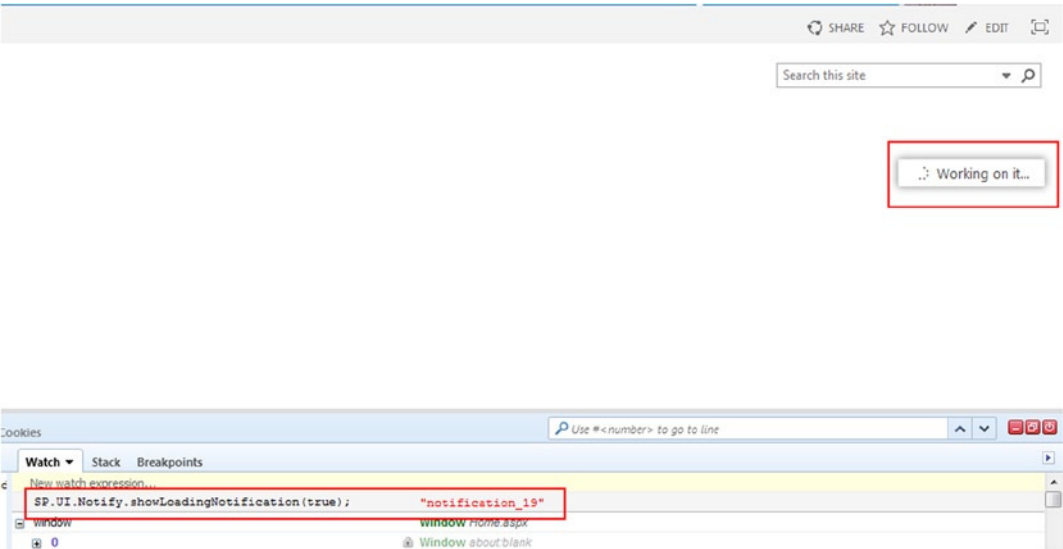 SHARE FOLLOW EDIT
Search this site
Working on it...
Cookies
Use #<number> to go to line
Watch Stack Breakpoints
New watch expression...
SP.UI.Notify.showLoadingNotification(true); "notification_19"
window Window Home.aspx
0 Window about:blank